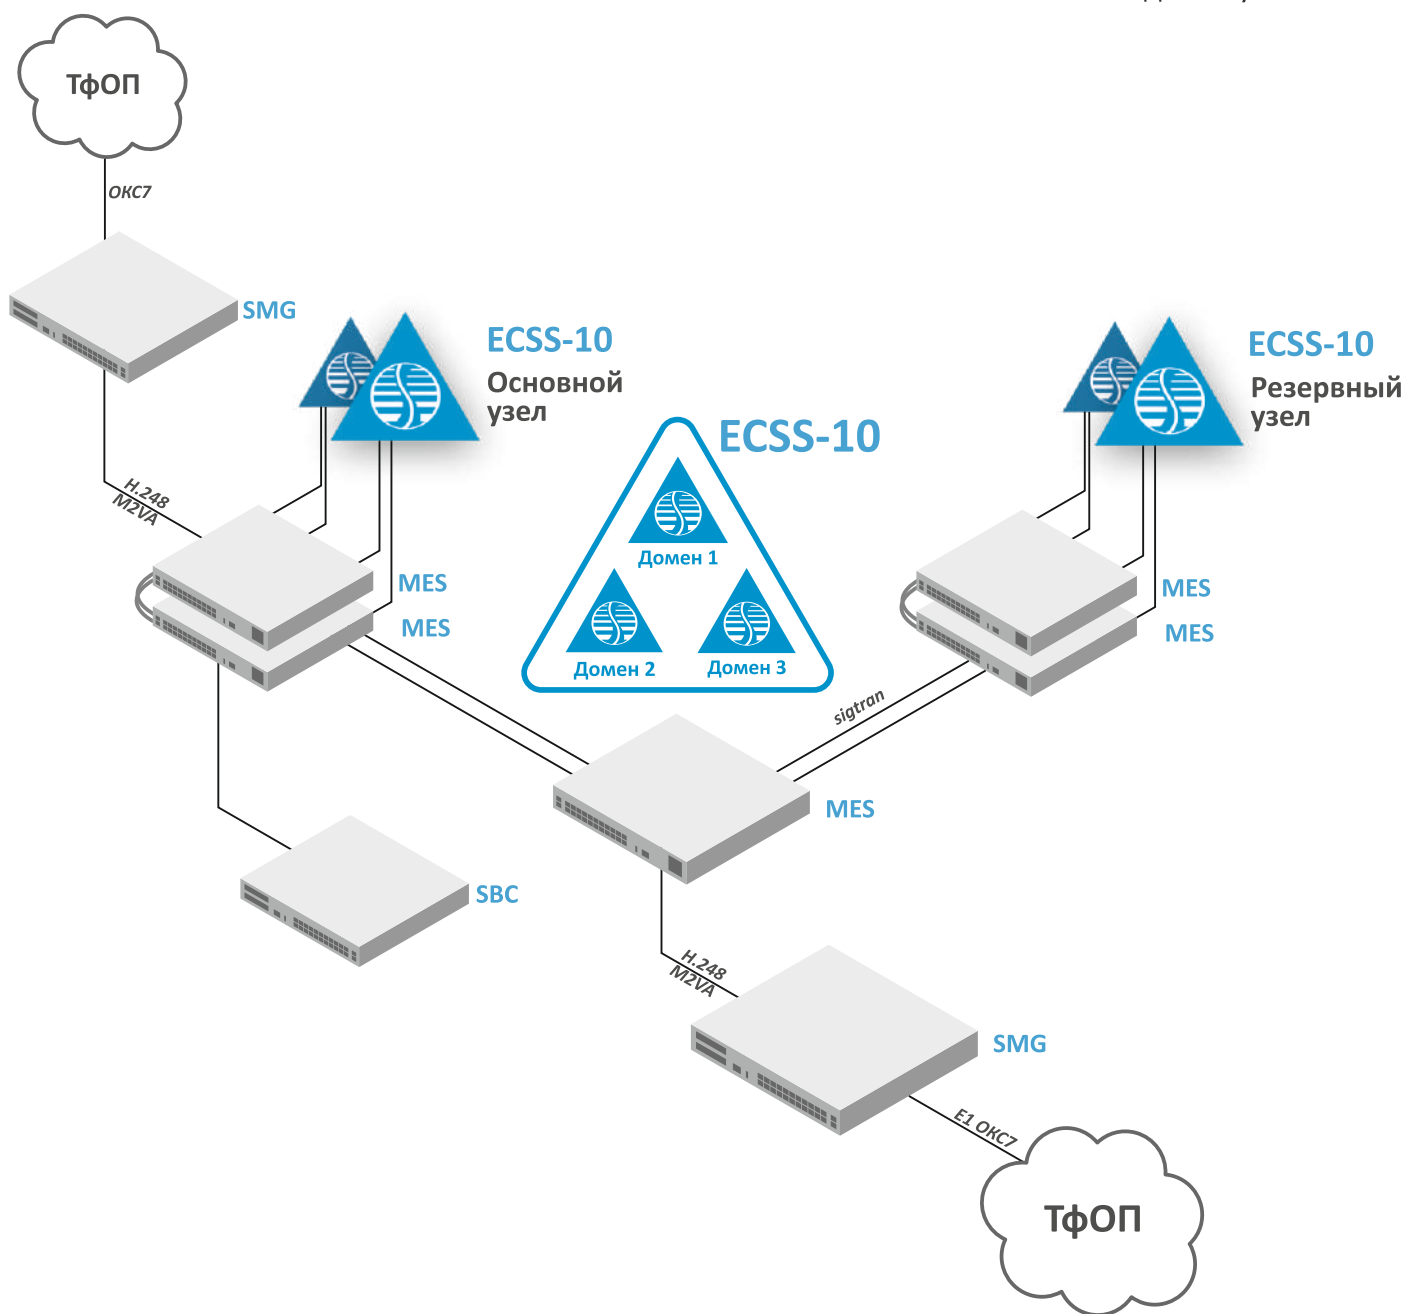 ТфОП
ОКС7
SMG
ECSS-10
Основной
узел
ECSS-10
Резервный
узел
ECSS-10
H.248
M2VA
Домен 1
MES
MES
MES
MES
Домен 2
Домен 3
sigtran
MES
SBC
H.248
M2VA
SMG
E1 ОКС7
ТфОП